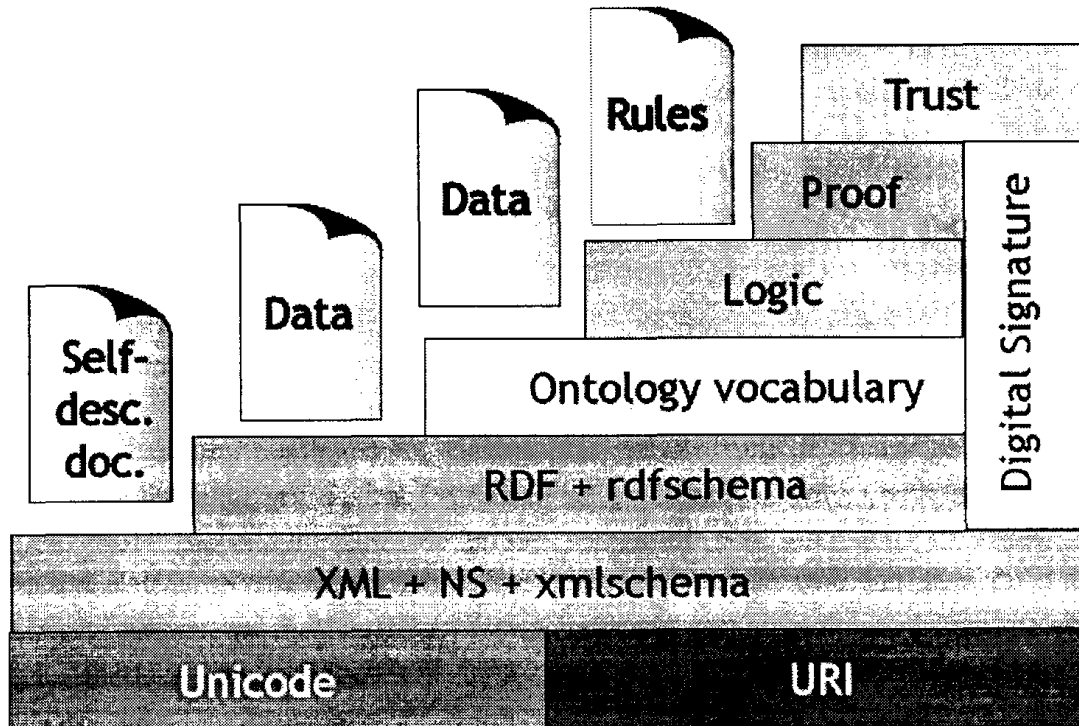 Rules
Trust
Data
Proof
Data
Logic
Self-
desc.
doc.
Ontology vocabulary
Digital Signature
RDF + rdfschema
XML + NS + xmlschema
Unicode
URI